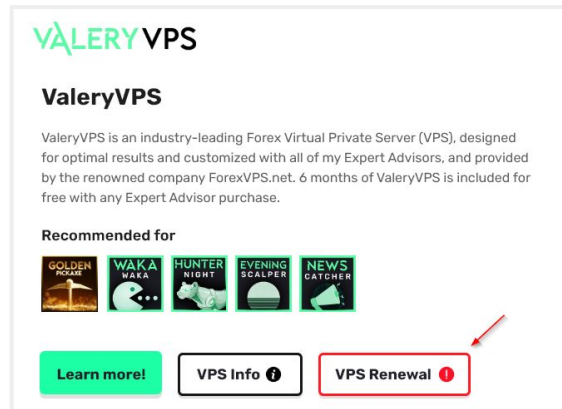 VALERY VPS
ValeryVPS
ValeryVPS is an industry-leading Forex Virtual Private Server (VPS), designed
for optimal results and customized with all of my Expert Advisors, and provided
by the renowned company ForexVPS.net. 6 months of ValeryVPS is included for
free with any Expert Advisor purchase.
Recommended for
GOLDEN
PICKAXE
WAKA
WAKA
HUNTER
NIGHT
EVENING
SCALPER
NEWS
CATCHER
Learn more!
VPS Info i
VPS Renewal !